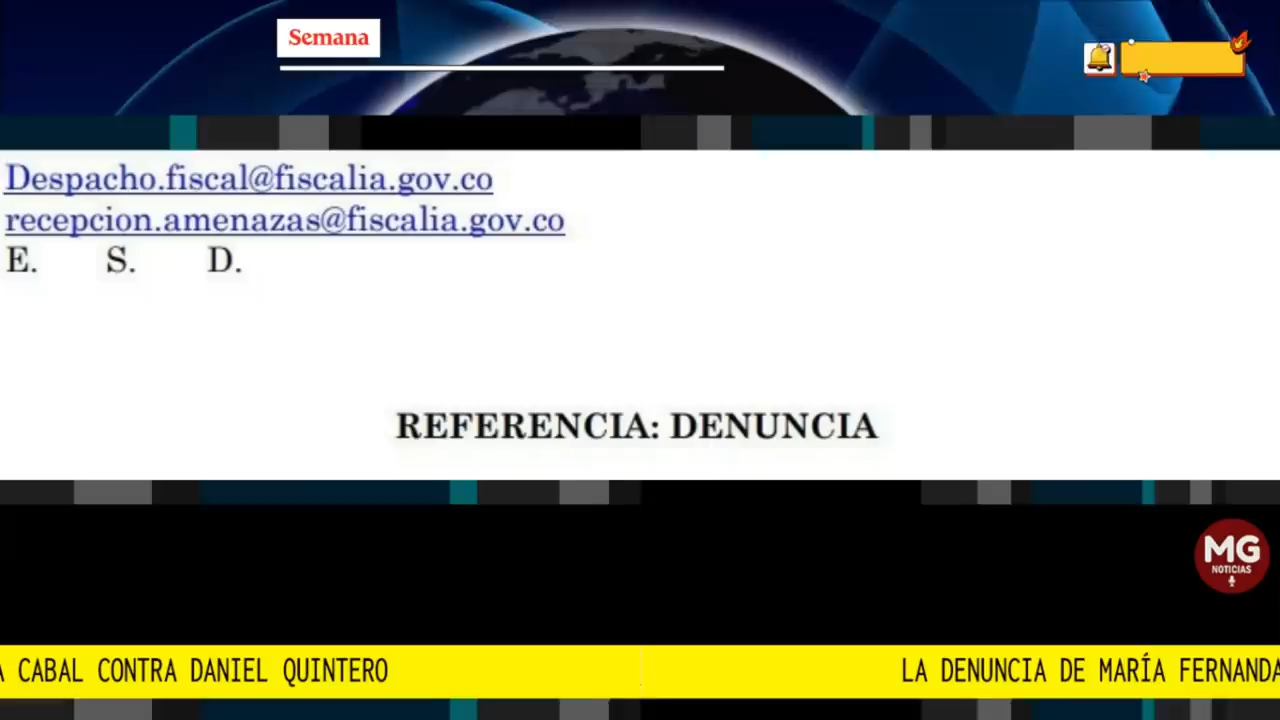 Semana
Despacho.fiscal@fiscalia.gov.co
recepcion.amenazas@fiscalia.gov.co
E. S. D.
REFERENCIA: DENUNCIA
MG
NOTICIAS
A CABAL CONTRA DANIEL QUINTERO
LA DENUNCIA DE MARÍA FERNANDA